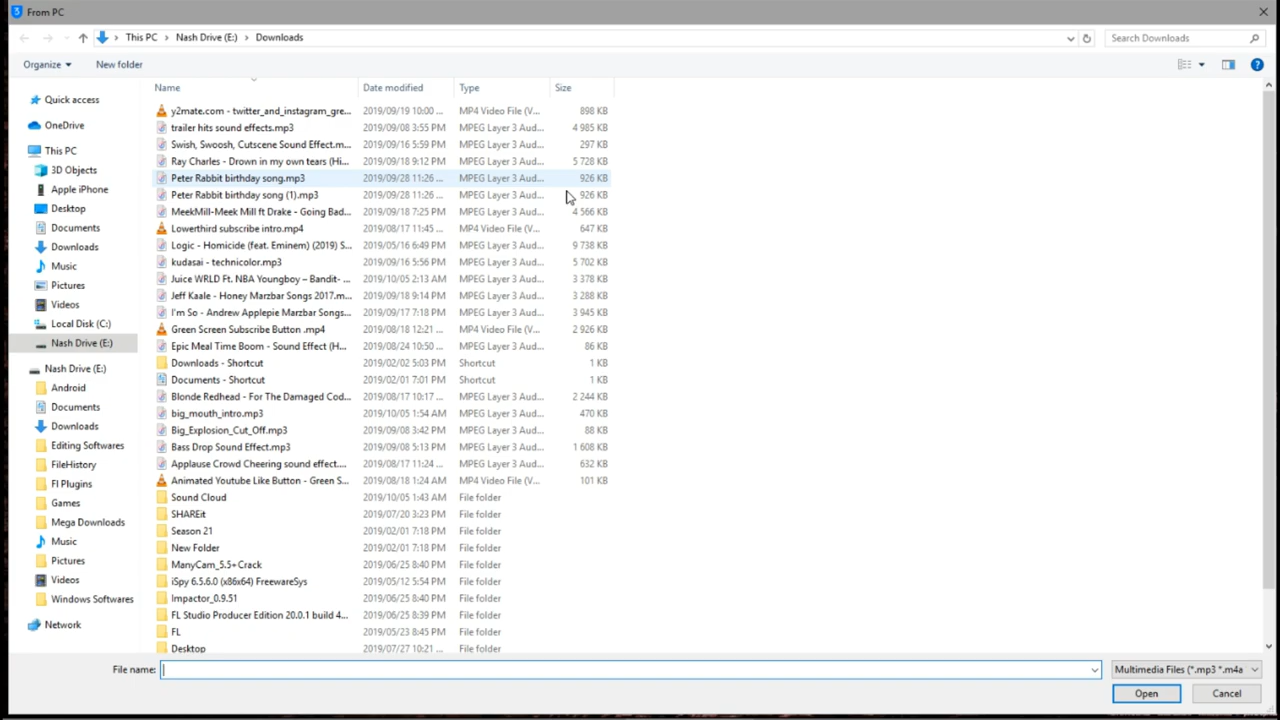 From PC
This PC > Nash Drive (E:) > Downloads
Search Downloads
Organize
New folder
Name Date modified Type Size
Quick access
OneDrive
This PC
3D Objects
Apple iPhone
Desktop
Documents
Downloads
Music
Pictures
Videos
Local Disk (C:)
Nash Drive (E:)
Nash Drive (E:)
Android
Documents
Downloads
Editing Softwares
FileHistory
Fl Plugins
Games
Mega Downloads
Music
Pictures
Videos
Windows Softwares
Network
y2mate.com - twitter_and_instagram_gre... 2019/09/19 10:00 ... MP4 Video File (V... 898 KB
trailer hits sound effects.mp3 2019/09/08 3:55 PM MPEG Layer 3 Aud... 4 985 KB
Swish, Swoosh, Cutscene Sound Effect.m... 2019/09/16 5:59 PM MPEG Layer 3 Aud... 297 KB
Ray Charles - Drown in my own tears (Hi... 2019/09/18 9:12 PM MPEG Layer 3 Aud... 5 728 KB
Peter Rabbit birthday song.mp3 2019/09/28 11:26 ... MPEG Layer 3 Aud... 926 KB
Peter Rabbit birthday song (1).mp3 2019/09/28 11:26 ... MPEG Layer 3 Aud... 926 KB
MeekMill-Meek Mill ft Drake - Going Bad... 2019/09/18 7:25 PM MPEG Layer 3 Aud... 4 566 KB
Lowerthird subscribe intro.mp4 2019/08/17 11:45 ... MP4 Video File (V... 647 KB
Logic - Homicide (feat. Eminem) (2019) S... 2019/05/16 6:49 PM MPEG Layer 3 Aud... 9 738 KB
kudasai - technicolor.mp3 2019/09/16 5:56 PM MPEG Layer 3 Aud... 5 702 KB
Juice WRLD Ft. NBA Youngboy – Bandit- ... 2019/10/05 2:13 AM MPEG Layer 3 Aud... 3 378 KB
Jeff Kaale - Honey Marzbar Songs 2017.m... 2019/09/18 9:14 PM MPEG Layer 3 Aud... 3 288 KB
I'm So - Andrew Applepie Marzbar Songs... 2019/09/17 7:18 PM MPEG Layer 3 Aud... 3 945 KB
Green Screen Subscribe Button .mp4 2019/08/18 12:21 ... MP4 Video File (V... 2 926 KB
Epic Meal Time Boom - Sound Effect (H... 2019/08/24 10:50 ... MPEG Layer 3 Aud... 86 KB
Downloads - Shortcut 2019/02/02 5:03 PM Shortcut 1 KB
Documents - Shortcut 2019/02/01 7:01 PM Shortcut 1 KB
Blonde Redhead - For The Damaged Cod... 2019/08/17 10:17 ... MPEG Layer 3 Aud... 2 244 KB
big_mouth_intro.mp3 2019/10/05 1:54 AM MPEG Layer 3 Aud... 470 KB
Big_Explosion_Cut_Off.mp3 2019/09/08 3:42 PM MPEG Layer 3 Aud... 88 KB
Bass Drop Sound Effect.mp3 2019/09/08 5:13 PM MPEG Layer 3 Aud... 1 608 KB
Applause Crowd Cheering sound effect.... 2019/08/17 11:24 ... MPEG Layer 3 Aud... 632 KB
Animated Youtube Like Button - Green S... 2019/08/18 1:24 AM MP4 Video File (V... 101 KB
Sound Cloud 2019/10/05 1:43 AM File folder
SHAREit 2019/07/20 3:23 PM File folder
Season 21 2019/02/01 7:18 PM File folder
New Folder 2019/02/01 7:18 PM File folder
ManyCam_5.5+Crack 2019/06/25 8:40 PM File folder
iSpy 6.5.6.0 (x86x64) FreewareSys 2019/05/12 5:54 PM File folder
Impactor_0.9.51 2019/06/25 8:40 PM File folder
FL Studio Producer Edition 20.0.1 build 4... 2019/06/25 8:39 PM File folder
FL 2019/05/23 8:45 PM File folder
Desktop 2019/07/27 10:21 ... File folder
File name:
Multimedia Files (*.mp3 *.m4a
Open
Cancel